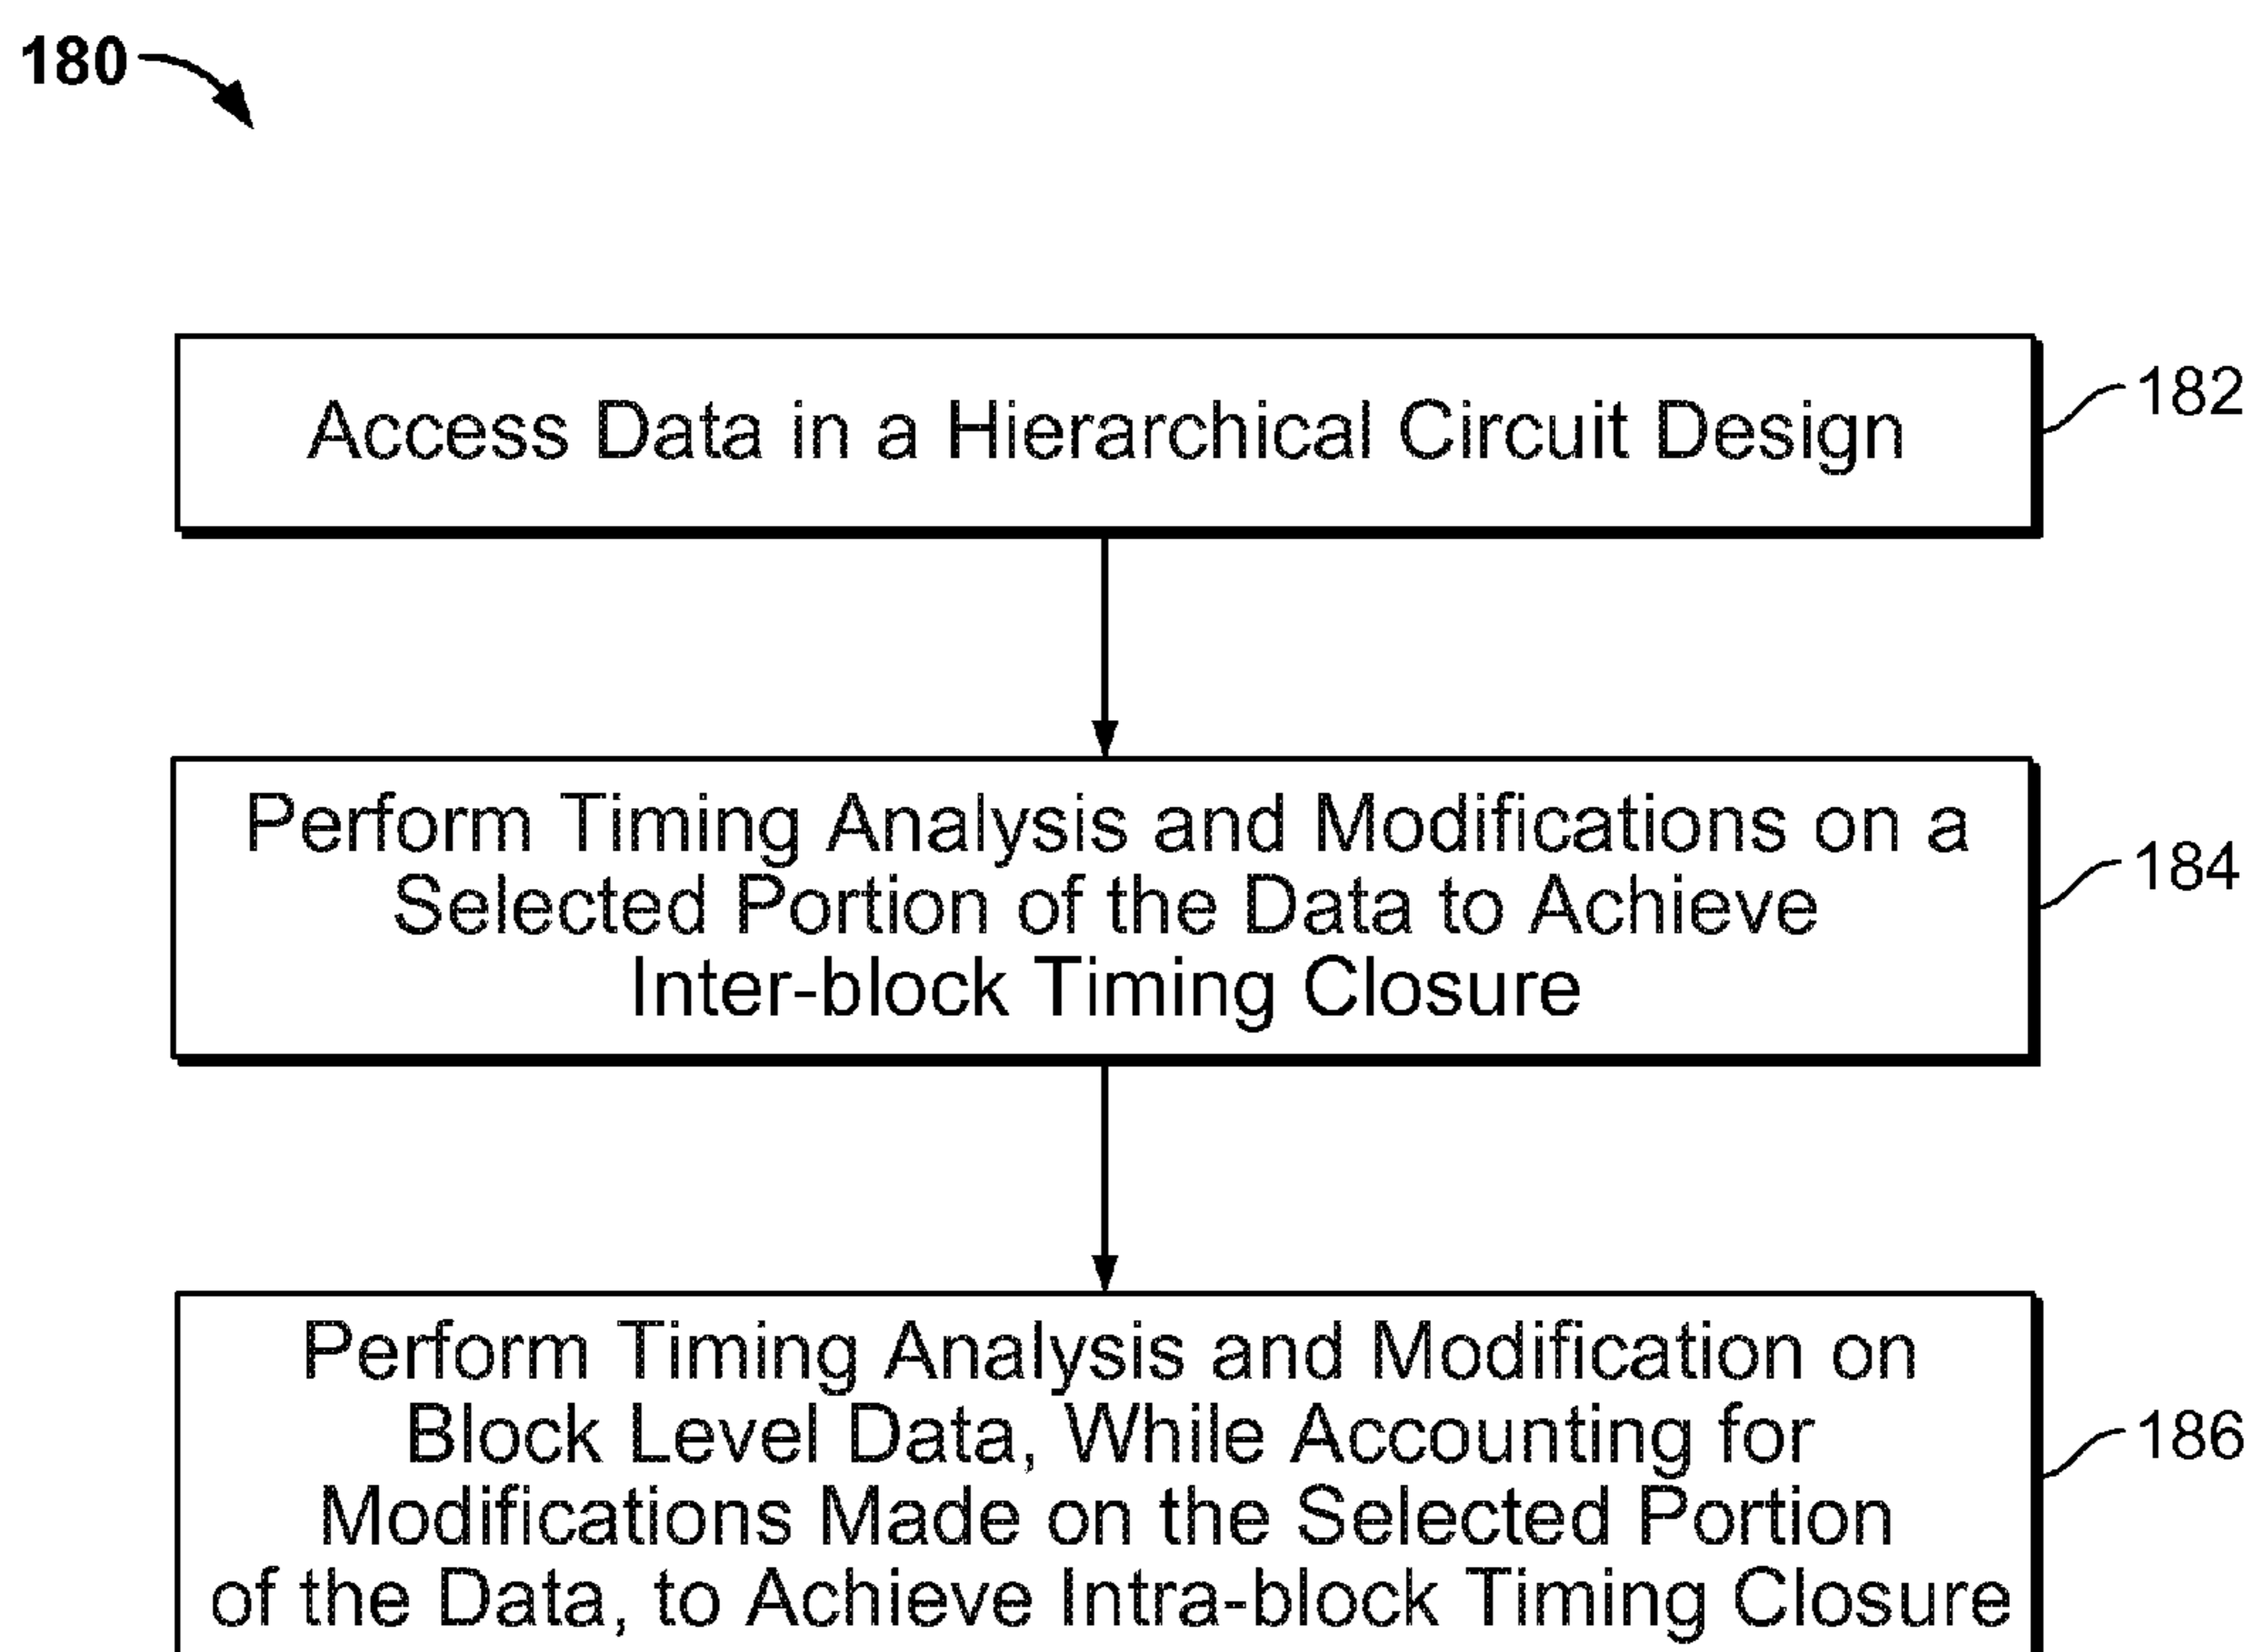 180
Access Data in a Hierarchical Circuit Design
182
Perform Timing Analysis and Modifications on a
Selected Portion of the Data to Achieve
Inter-block Timing Closure
184
Perform Timing Analysis and Modification on
Block Level Data, While Accounting for
Modifications Made on the Selected Portion
of the Data, to Achieve Intra-block Timing Closure
186